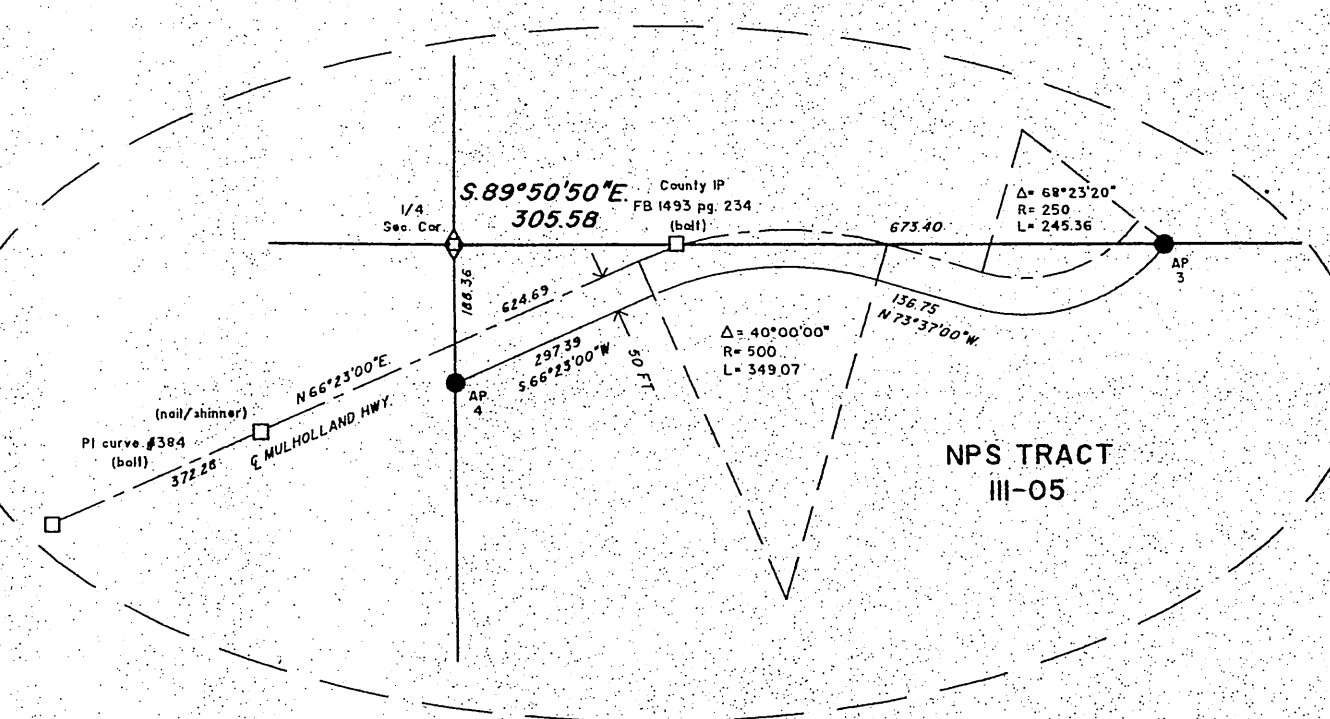 S.89°50'50"E.
305.58
County IP
FB 1493 pg. 234
(bolt)
1/4
Sec. Cor.
Δ= 68°23'20"
R= 250
L= 245.36
673.40
AP
3
188.36
624.69
136.75
N 73°37'00"W.
Δ= 40°00'00"
R= 500
L= 349.07
297.39
S.66°23'00"W
50 FT
N 66°23'00"E.
AP
4
(nail/shinner)
PI curve #384
(bolt)
372.28
℄ MULHOLLAND HWY.
NPS TRACT
III-05